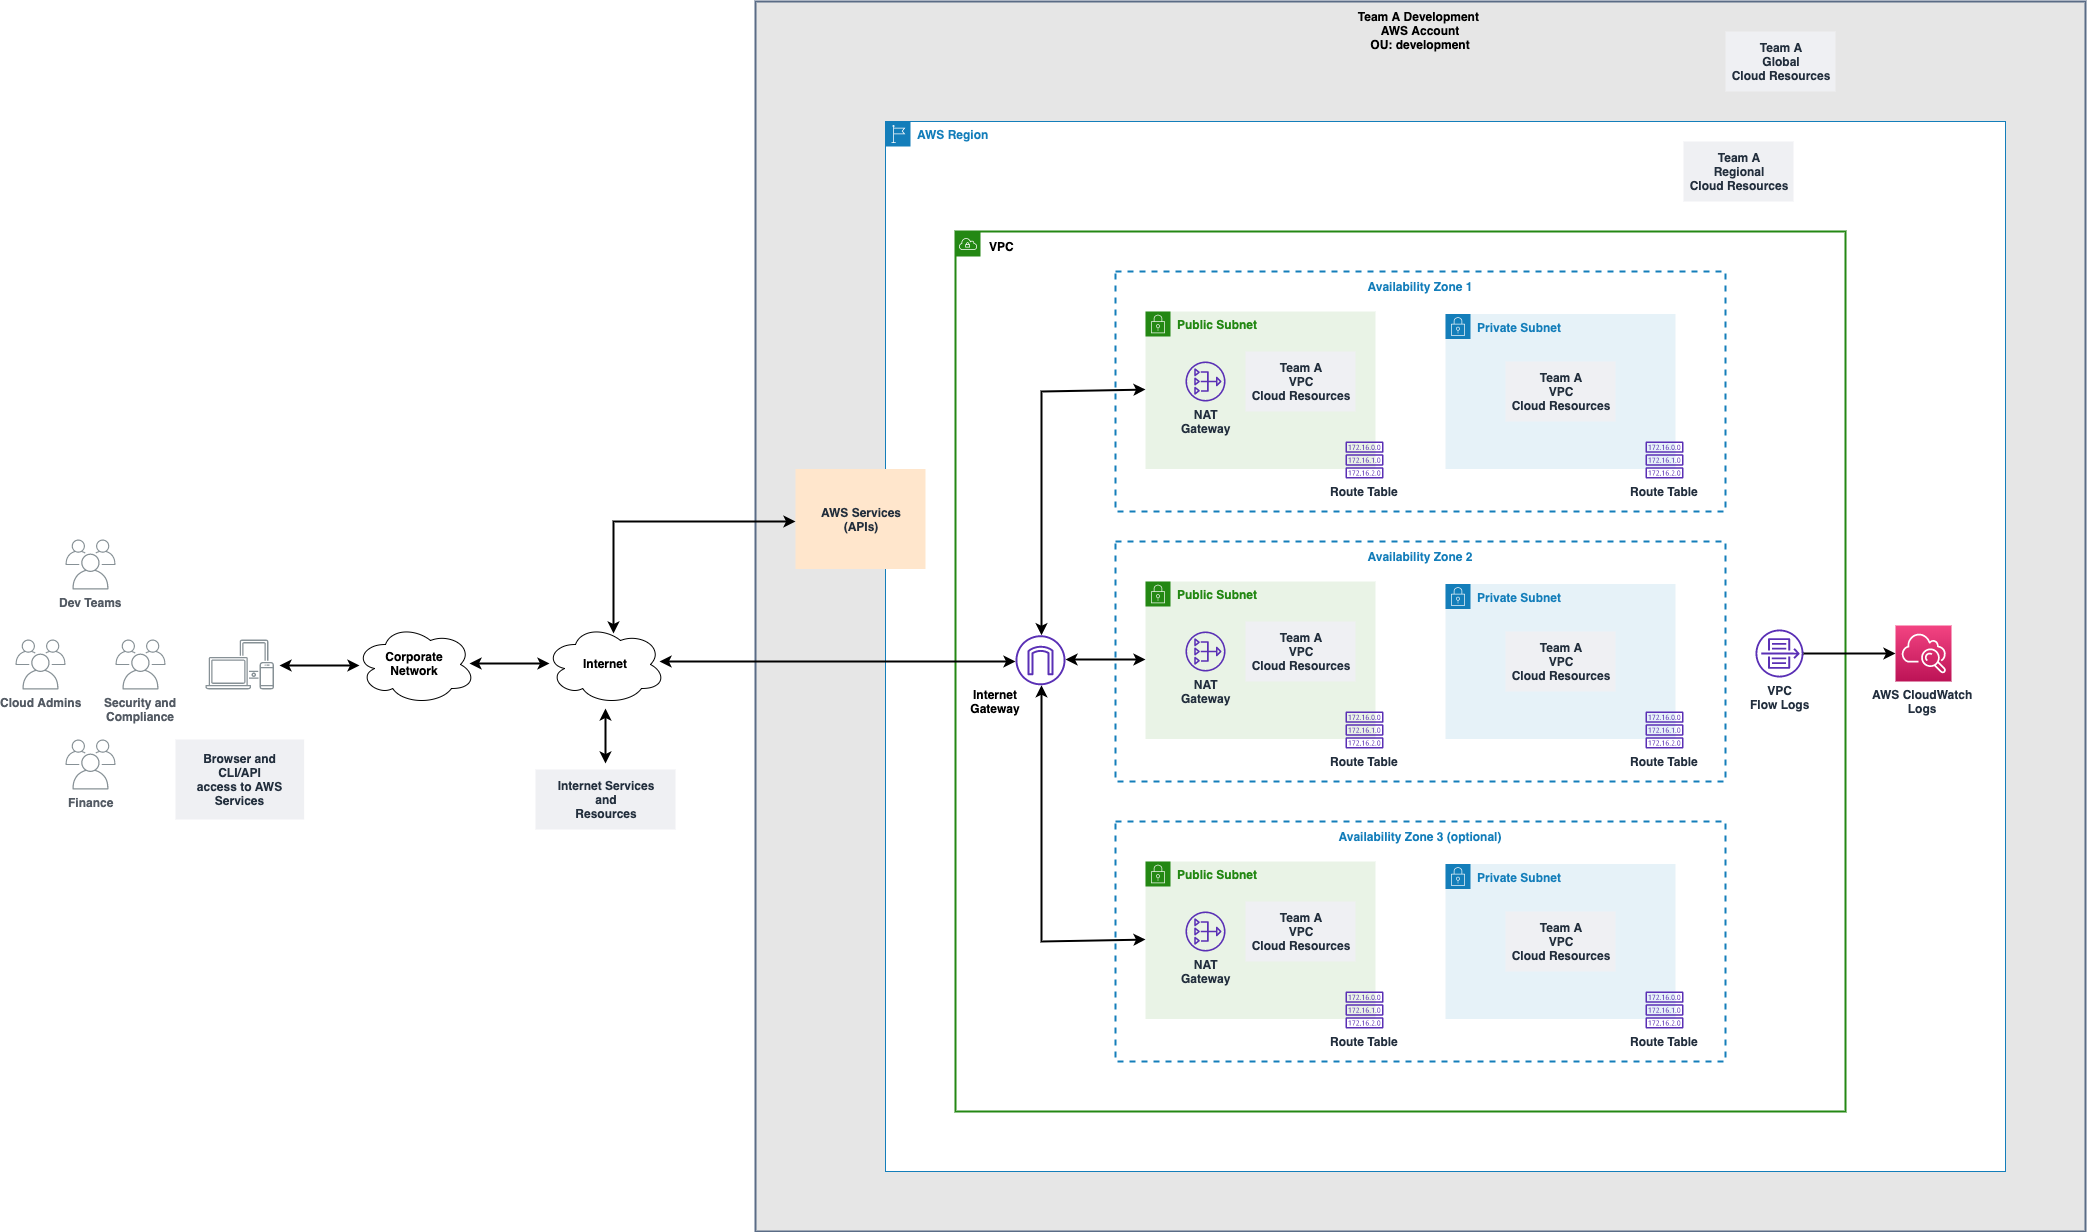 Team A Development
AWS Account
OU: development
Team A
Global
Cloud Resources
AWS Region
Team A
Regional
Cloud Resources
VPC
Availability Zone 1
Public Subnet
NAT
Gateway
Team A
VPC
Cloud Resources
172.16.0.0
172.16.1.0
172.16.2.0
Route Table
Private Subnet
Team A
VPC
Cloud Resources
172.16.0.0
172.16.1.0
172.16.2.0
Route Table
AWS Services
(APIs)
Availability Zone 2
Public Subnet
NAT
Gateway
Team A
VPC
Cloud Resources
172.16.0.0
172.16.1.0
172.16.2.0
Route Table
Private Subnet
Team A
VPC
Cloud Resources
172.16.0.0
172.16.1.0
172.16.2.0
Route Table
Dev Teams
Cloud Admins
Security and
Compliance
Finance
Browser and
CLI/API
access to AWS
Services
Corporate
Network
Internet
Internet Services
and
Resources
Internet
Gateway
VPC
Flow Logs
AWS CloudWatch
Logs
Availability Zone 3 (optional)
Public Subnet
NAT
Gateway
Team A
VPC
Cloud Resources
172.16.0.0
172.16.1.0
172.16.2.0
Route Table
Private Subnet
Team A
VPC
Cloud Resources
172.16.0.0
172.16.1.0
172.16.2.0
Route Table